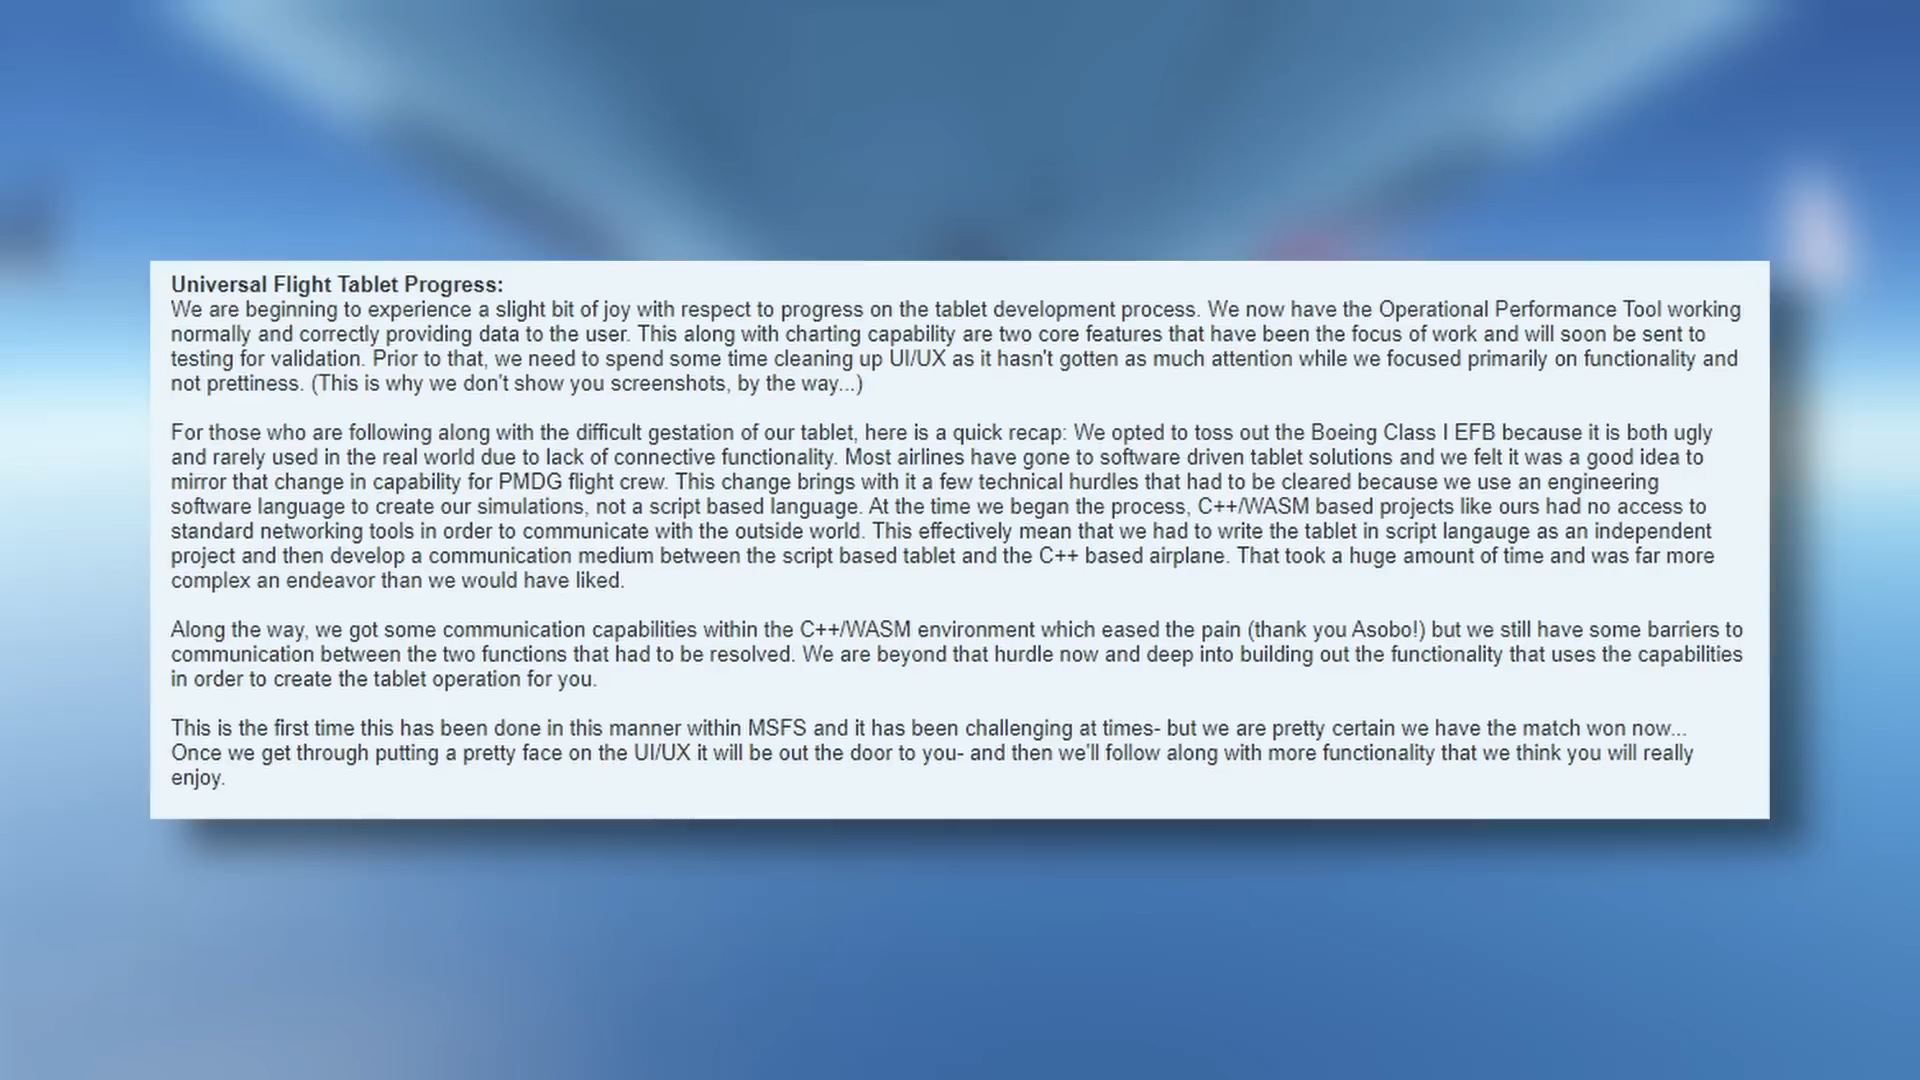 Universal Flight Tablet Progress:
We are beginning to experience a slight bit of joy with respect to progress on the tablet development process. We now have the Operational Performance Tool working
normally and correctly providing data to the user. This along with charting capability are two core features that have been the focus of work and will soon be sent to
testing for validation. Prior to that, we need to spend some time cleaning up UI/UX as it hasn't gotten as much attention while we focused primarily on functionality and
not prettiness. (This is why we don't show you screenshots, by the way...)
For those who are following along with the difficult gestation of our tablet, here is a quick recap: We opted to toss out the Boeing Class I EFB because it is both ugly
and rarely used in the real world due to lack of connective functionality. Most airlines have gone to software driven tablet solutions and we felt it was a good idea to
mirror that change in capability for PMDG flight crew. This change brings with it a few technical hurdles that had to be cleared because we use an engineering
software language to create our simulations, not a script based language. At the time we began the process, C++/WASM based projects like ours had no access to
standard networking tools in order to communicate with the outside world. This effectively mean that we had to write the tablet in script langauge as an independent
project and then develop a communication medium between the script based tablet and the C++ based airplane. That took a huge amount of time and was far more
complex an endeavor than we would have liked.
Along the way, we got some communication capabilities within the C++/WASM environment which eased the pain (thank you Asobo!) but we still have some barriers to
communication between the two functions that had to be resolved. We are beyond that hurdle now and deep into building out the functionality that uses the capabilities
in order to create the tablet operation for you.
This is the first time this has been done in this manner within MSFS and it has been challenging at times- but we are pretty certain we have the match won now...
Once we get through putting a pretty face on the UI/UX it will be out the door to you- and then we'll follow along with more functionality that we think you will really
enjoy.